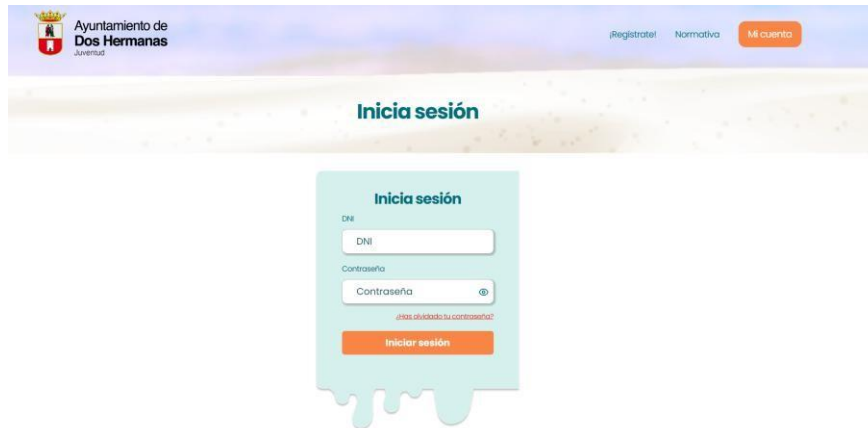 Ayuntamiento de
Dos Hermanas
Juventud
¡Regístrate! Normativa Mi cuenta
Inicia sesión
Inicia sesión
DNI
DNI
Contraseña
Contraseña
¿Has olvidado tu contraseña?
Iniciar sesión